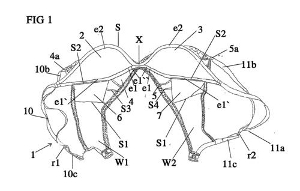 FIG 1
e2 S X e2 3 S2
4a 2 5a
10b S2 11b
e1` e1 e1` e1` e1 e1`
S3 4 5 S4
10 6 7 11
S1 S1
1 r1 W1 W2 r2 11a
10c 11c